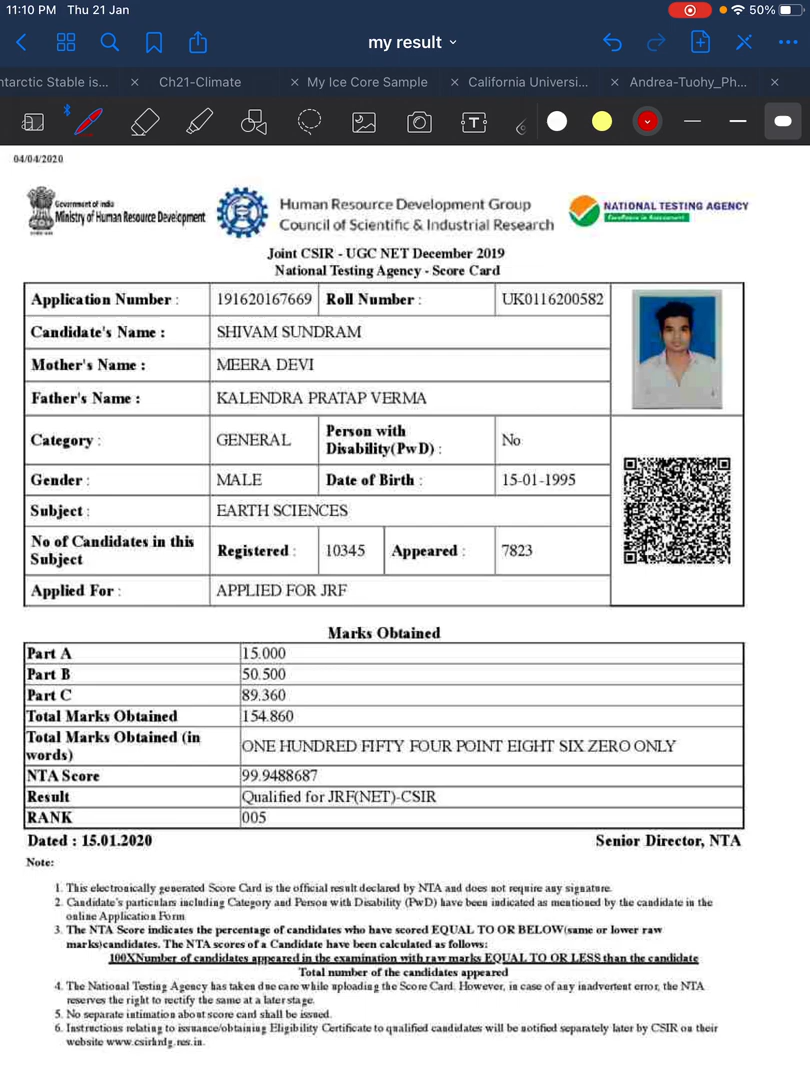 11:10 PM Thu 21 Jan
50%
my result
ntarctic Stable is... × Ch21-Climate × My Ice Core Sample × California Universi... × Andrea-Tuohy_Ph... ×
T
04/04/2020
Government of India
Ministry of Human Resource Development
Human Resource Development Group
Council of Scientific & Industrial Research
NATIONAL TESTING AGENCY
Excellence in Assessment
Joint CSIR - UGC NET December 2019
National Testing Agency - Score Card
Application Number : 191620167669 Roll Number : UK0116200582
Candidate's Name : SHIVAM SUNDRAM
Mother's Name : MEERA DEVI
Father's Name : KALENDRA PRATAP VERMA
Category : GENERAL Person with Disability(PwD) : No
Gender : MALE Date of Birth : 15-01-1995
Subject : EARTH SCIENCES
No of Candidates in this Subject Registered : 10345 Appeared : 7823
Applied For : APPLIED FOR JRF
Marks Obtained
Part A 15.000
Part B 50.500
Part C 89.360
Total Marks Obtained 154.860
Total Marks Obtained (in words) ONE HUNDRED FIFTY FOUR POINT EIGHT SIX ZERO ONLY
NTA Score 99.9488687
Result Qualified for JRF(NET)-CSIR
RANK 005
Dated : 15.01.2020 Senior Director, NTA
Note:
1. This electronically generated Score Card is the official result declared by NTA and does not require any signature.
2. Candidate's particulars including Category and Person with Disability (PwD) have been indicated as mentioned by the candidate in the
online Application Form
3. The NTA Score indicates the percentage of candidates who have scored EQUAL TO OR BELOW(same or lower raw
marks)candidates. The NTA scores of a Candidate have been calculated as follows:
100XNumber of candidates appeared in the examination with raw marks EQUAL TO OR LESS than the candidate
Total number of the candidates appeared
4. The National Testing Agency has taken due care while uploading the Score Card. However, in case of any inadvertent error, the NTA
reserves the right to rectify the same at a later stage.
5. No separate intimation about score card shall be issued.
6. Instructions relating to issuance/obtaining Eligibility Certificate to qualified candidates will be notified separately later by CSIR on their
website www.csirhrdg.res.in.